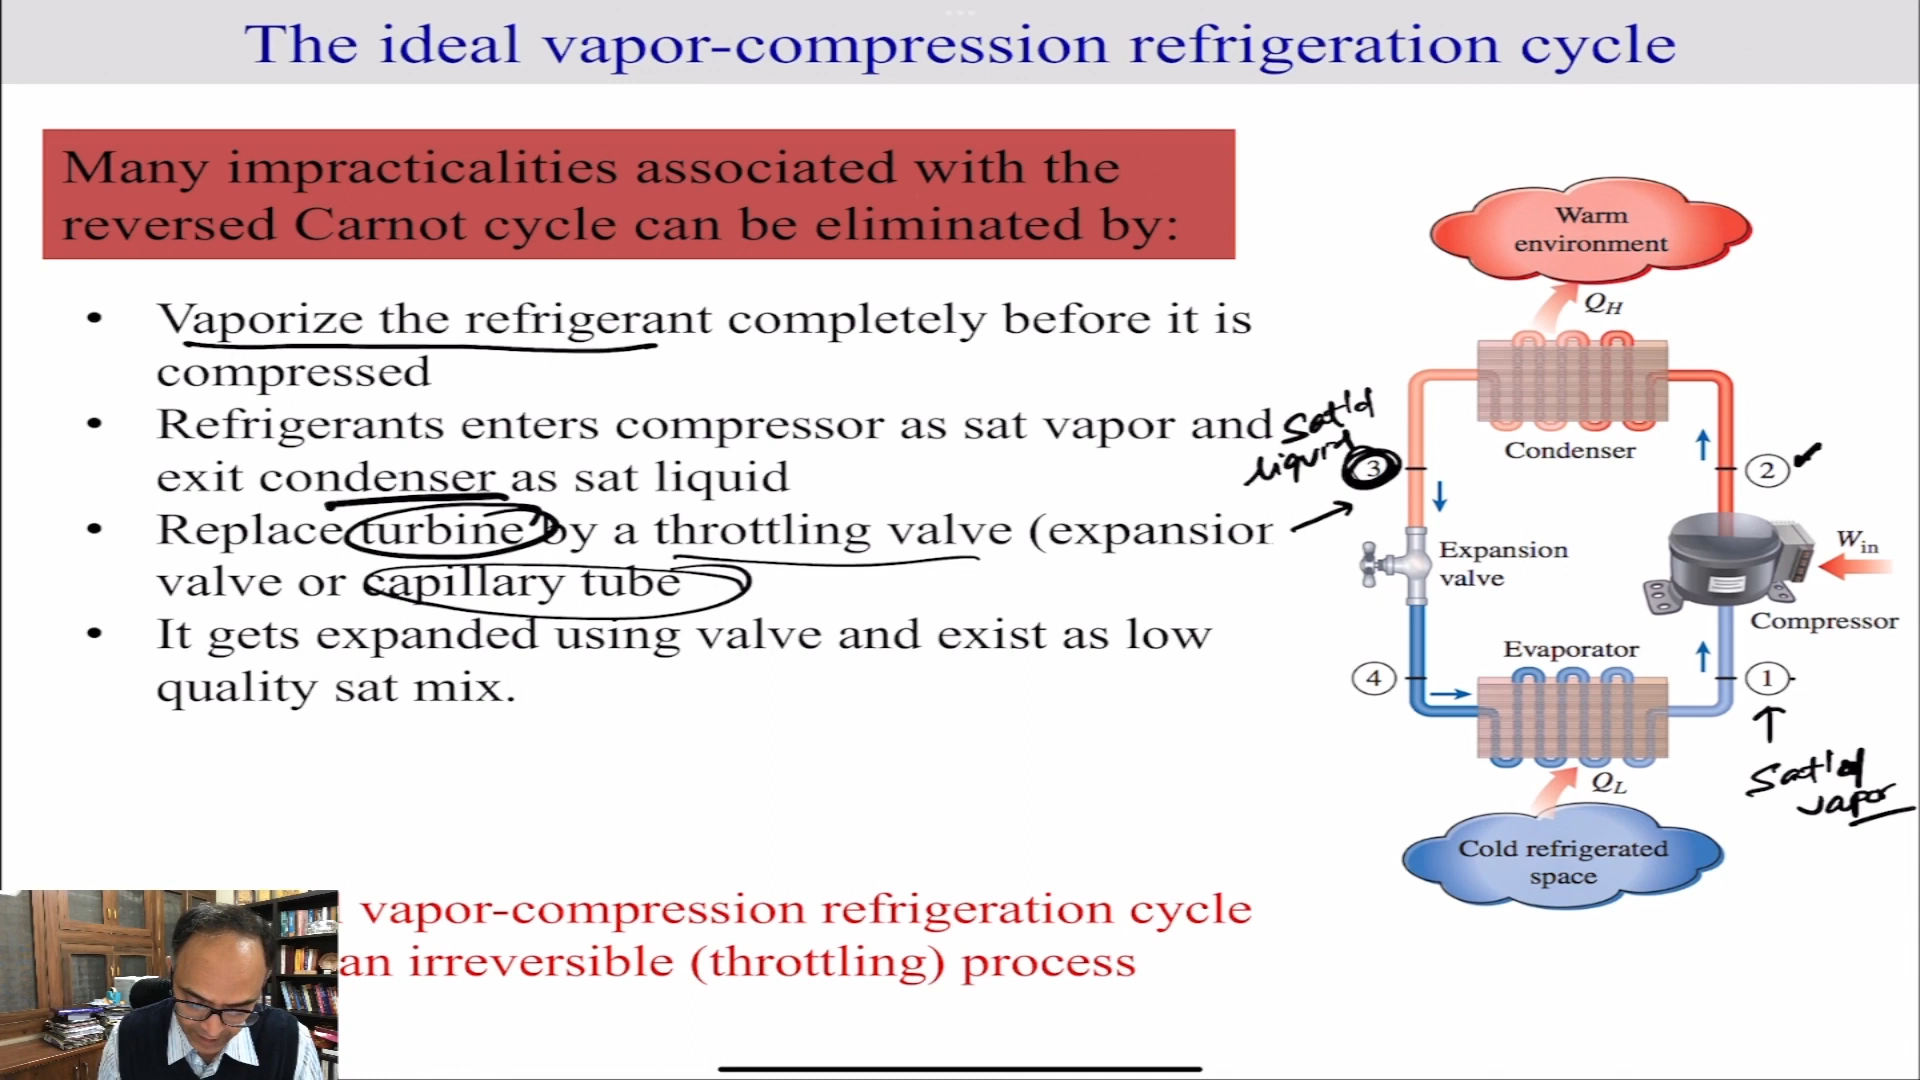 The ideal vapor-compression refrigeration cycle
Many impracticalities associated with the
reversed Carnot cycle can be eliminated by:
• Vaporize the refrigerant completely before it is
compressed
• Refrigerants enters compressor as sat vapor and
exit condenser as sat liquid
• Replace turbine by a throttling valve (expansion
valve or capillary tube
• It gets expanded using valve and exist as low
quality sat mix.
vapor-compression refrigeration cycle
an irreversible (throttling) process
Warm
environment
QH
Condenser
Sat'd
liquid
3
2
Expansion
valve
Win
Compressor
Evaporator
4
1
Sat'd
vapor
QL
Cold refrigerated
space